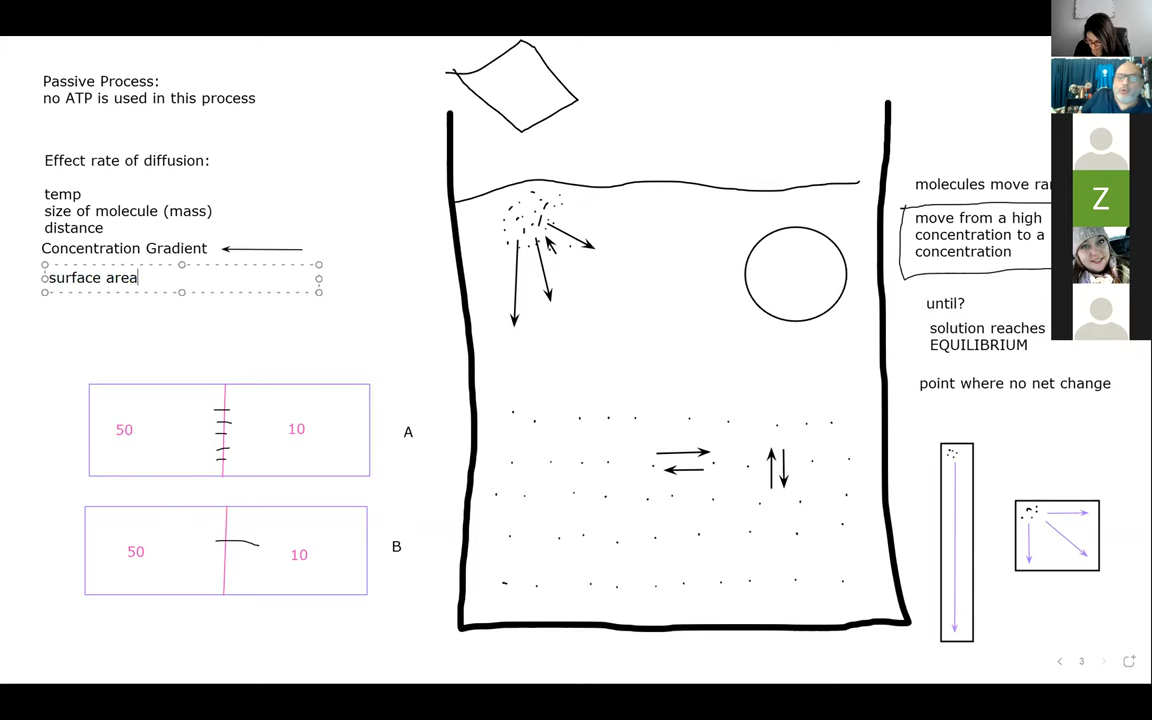 Passive Process:
no ATP is used in this process
Effect rate of diffusion:
temp
size of molecule (mass)
distance
Concentration Gradient
surface area
50
10
A
50
10
B
molecules move
move from a high
concentration to a
concentration
until?
solution reaches
EQUILIBRIUM
point where no net change
Z
3